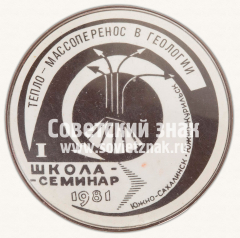 ТЕПЛО-МАССОПЕРЕНОС В ГЕОЛОГИИ
Советский знак
www.sovietznak.ru
I
ШКОЛА-
-СЕМИНАР
1981
ЮЖНО-САХАЛИНСК - ЮЖНО-КУРИЛЬСК